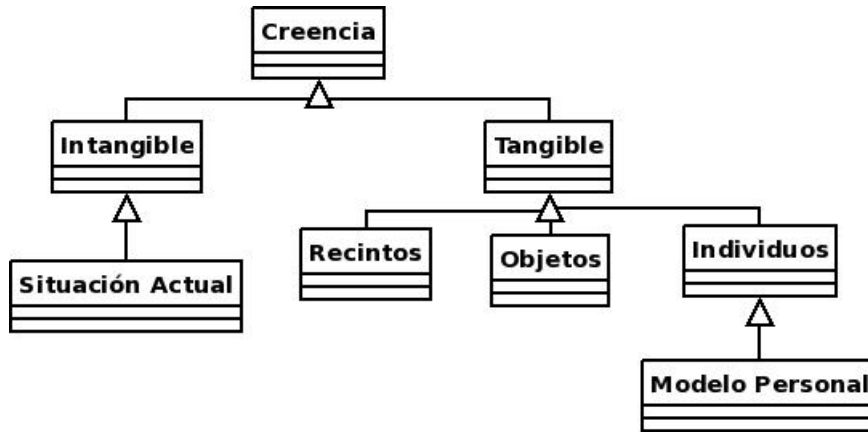 Creencia
Intangible
Tangible
Situación Actual
Recintos
Objetos
Individuos
Modelo Personal